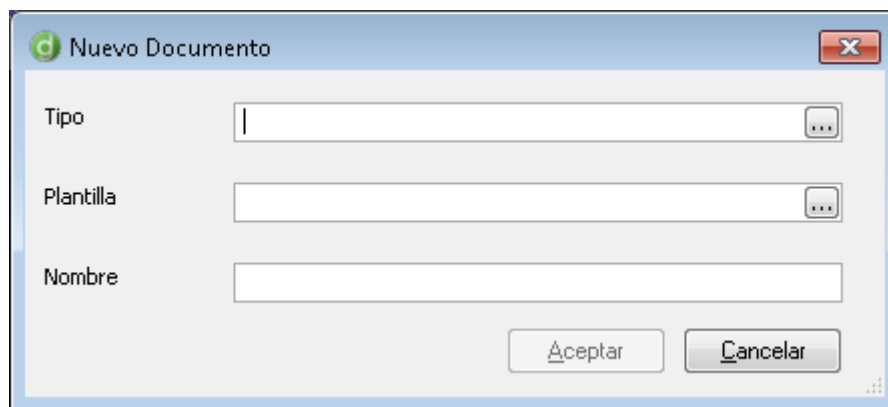 Nuevo Documento
Tipo
...
Plantilla
...
Nombre
Aceptar
Cancelar